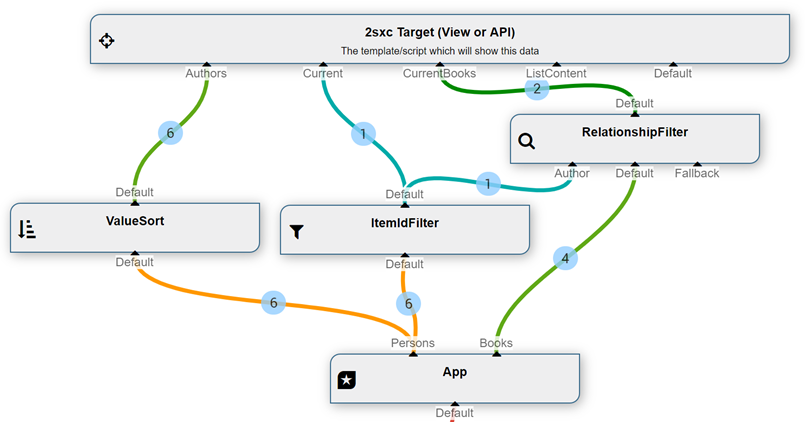 2sxc Target (View or API)
The template/script which will show this data
Authors Current CurrentBooks ListContent Default
2
Default
6 1 RelationshipFilter
Author Default Fallback
1
Default Default
ValueSort ItemIdFilter
Default Default
4
6 6
Persons Books
App
Default